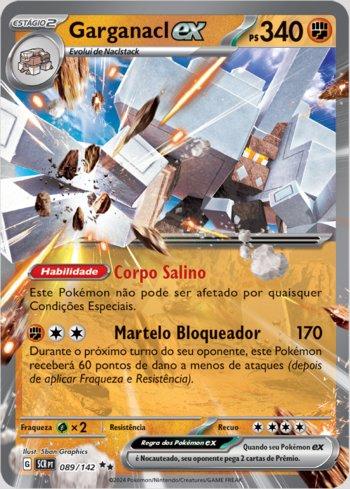 ESTÁGIO 2
Garganacl ex
PS 340
Evolui de Naclstack
Habilidade Corpo Salino
Este Pokémon não pode ser afetado por quaisquer
Condições Especiais.
Martelo Bloqueador 170
Durante o próximo turno do seu oponente, este Pokémon
receberá 60 pontos de dano a menos de ataques (depois
de aplicar Fraqueza e Resistência).
Fraqueza ×2 Resistência Recuo
Ilust. 5ban Graphics
Regra dos Pokémon ex
Quando seu Pokémon ex
é Nocauteado, seu oponente pega 2 cartas de Prêmio.
G SCR PT 089/142
©2024 Pokémon/Nintendo/Creatures/GAME FREAK